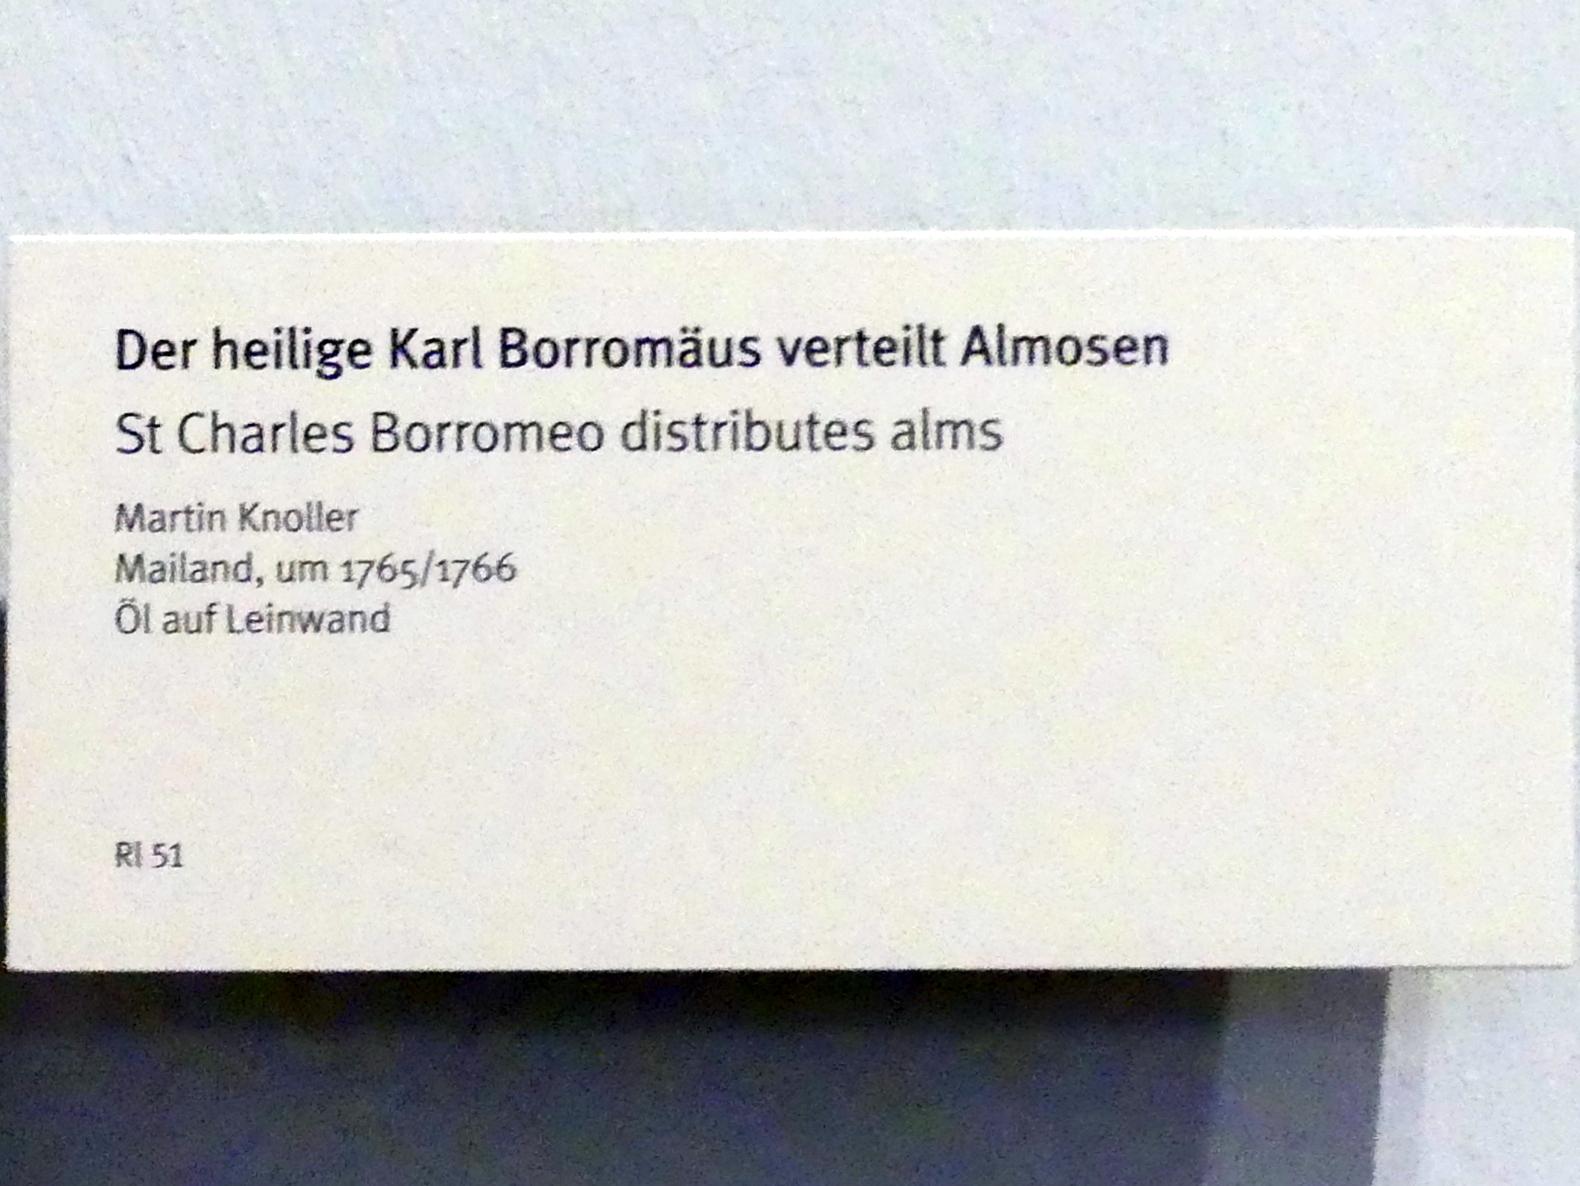 Der heilige Karl Borromäus verteilt Almosen
St Charles Borromeo distributes alms
Martin Knoller
Mailand, um 1765/1766
Öl auf Leinwand
Rl 51